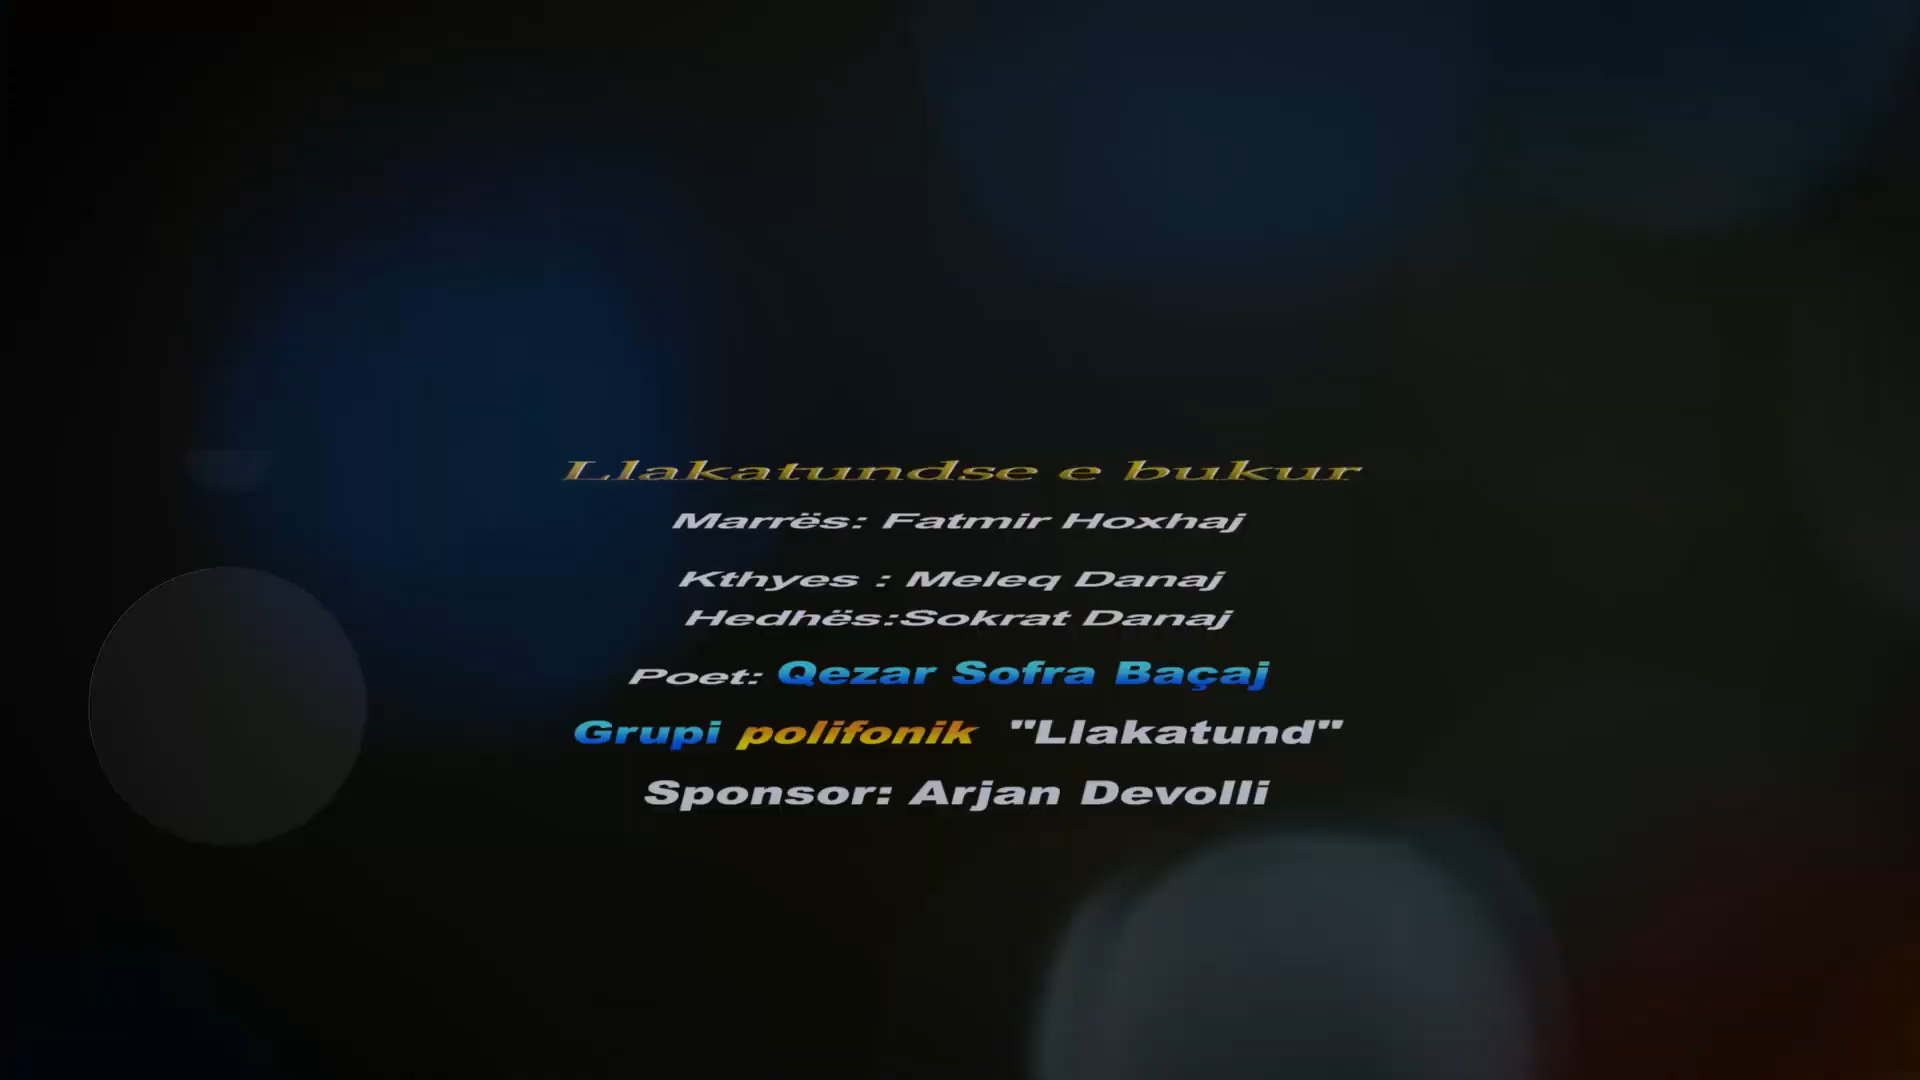 Llakatundse e bukur
Marrës: Fatmir Hoxhaj
Kthyes : Meleq Danaj
Hedhës:Sokrat Danaj
Poet: Qezar Sofra Baçaj
Grupi polifonik "Llakatund"
Sponsor: Arjan Devolli